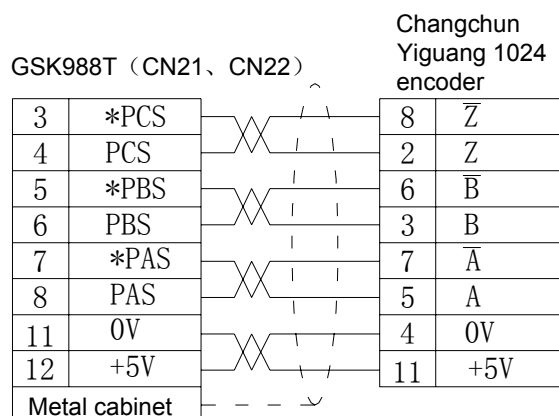 Changchun
Yiguang 1024
encoder
GSK988T（CN21、CN22）
3 *PCS 8 Z̅
4 PCS 2 Z
5 *PBS 6 B̅
6 PBS 3 B
7 *PAS 7 A̅
8 PAS 5 A
11 0V 4 0V
12 +5V 11 +5V
Metal cabinet